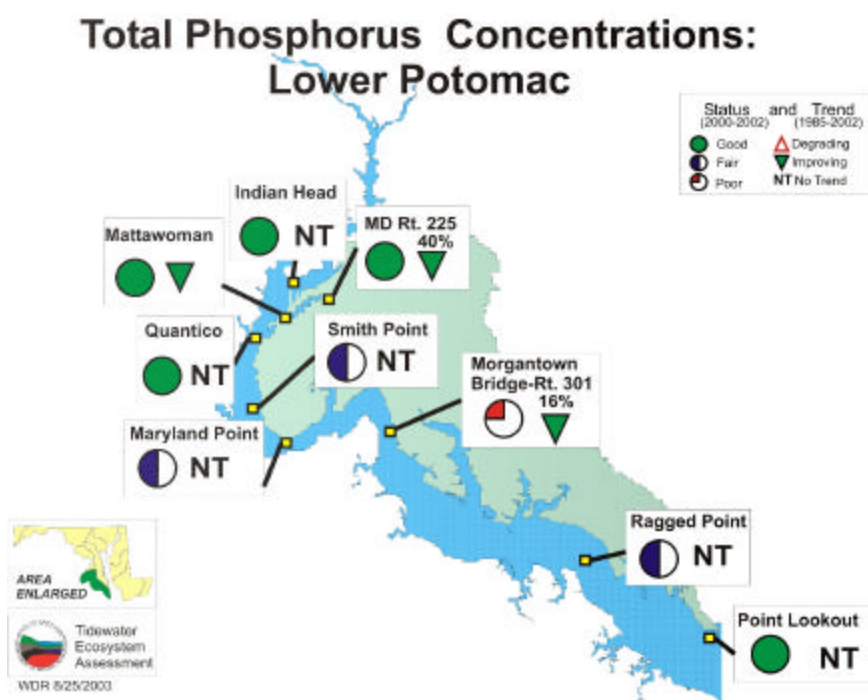 Total Phosphorus Concentrations:
Lower Potomac
Status and Trend
(2000-2002) (1985-2002)
Good Degrading
Fair Improving
Poor NT No Trend
Indian Head
NT
MD Rt. 225
40%
Mattawoman
Quantico
NT
Smith Point
NT
Morgantown
Bridge-Rt. 301
16%
Maryland Point
NT
Ragged Point
NT
Point Lookout
NT
AREA
ENLARGED
Tidewater
Ecosystem
Assessment
WDR 8/25/2003